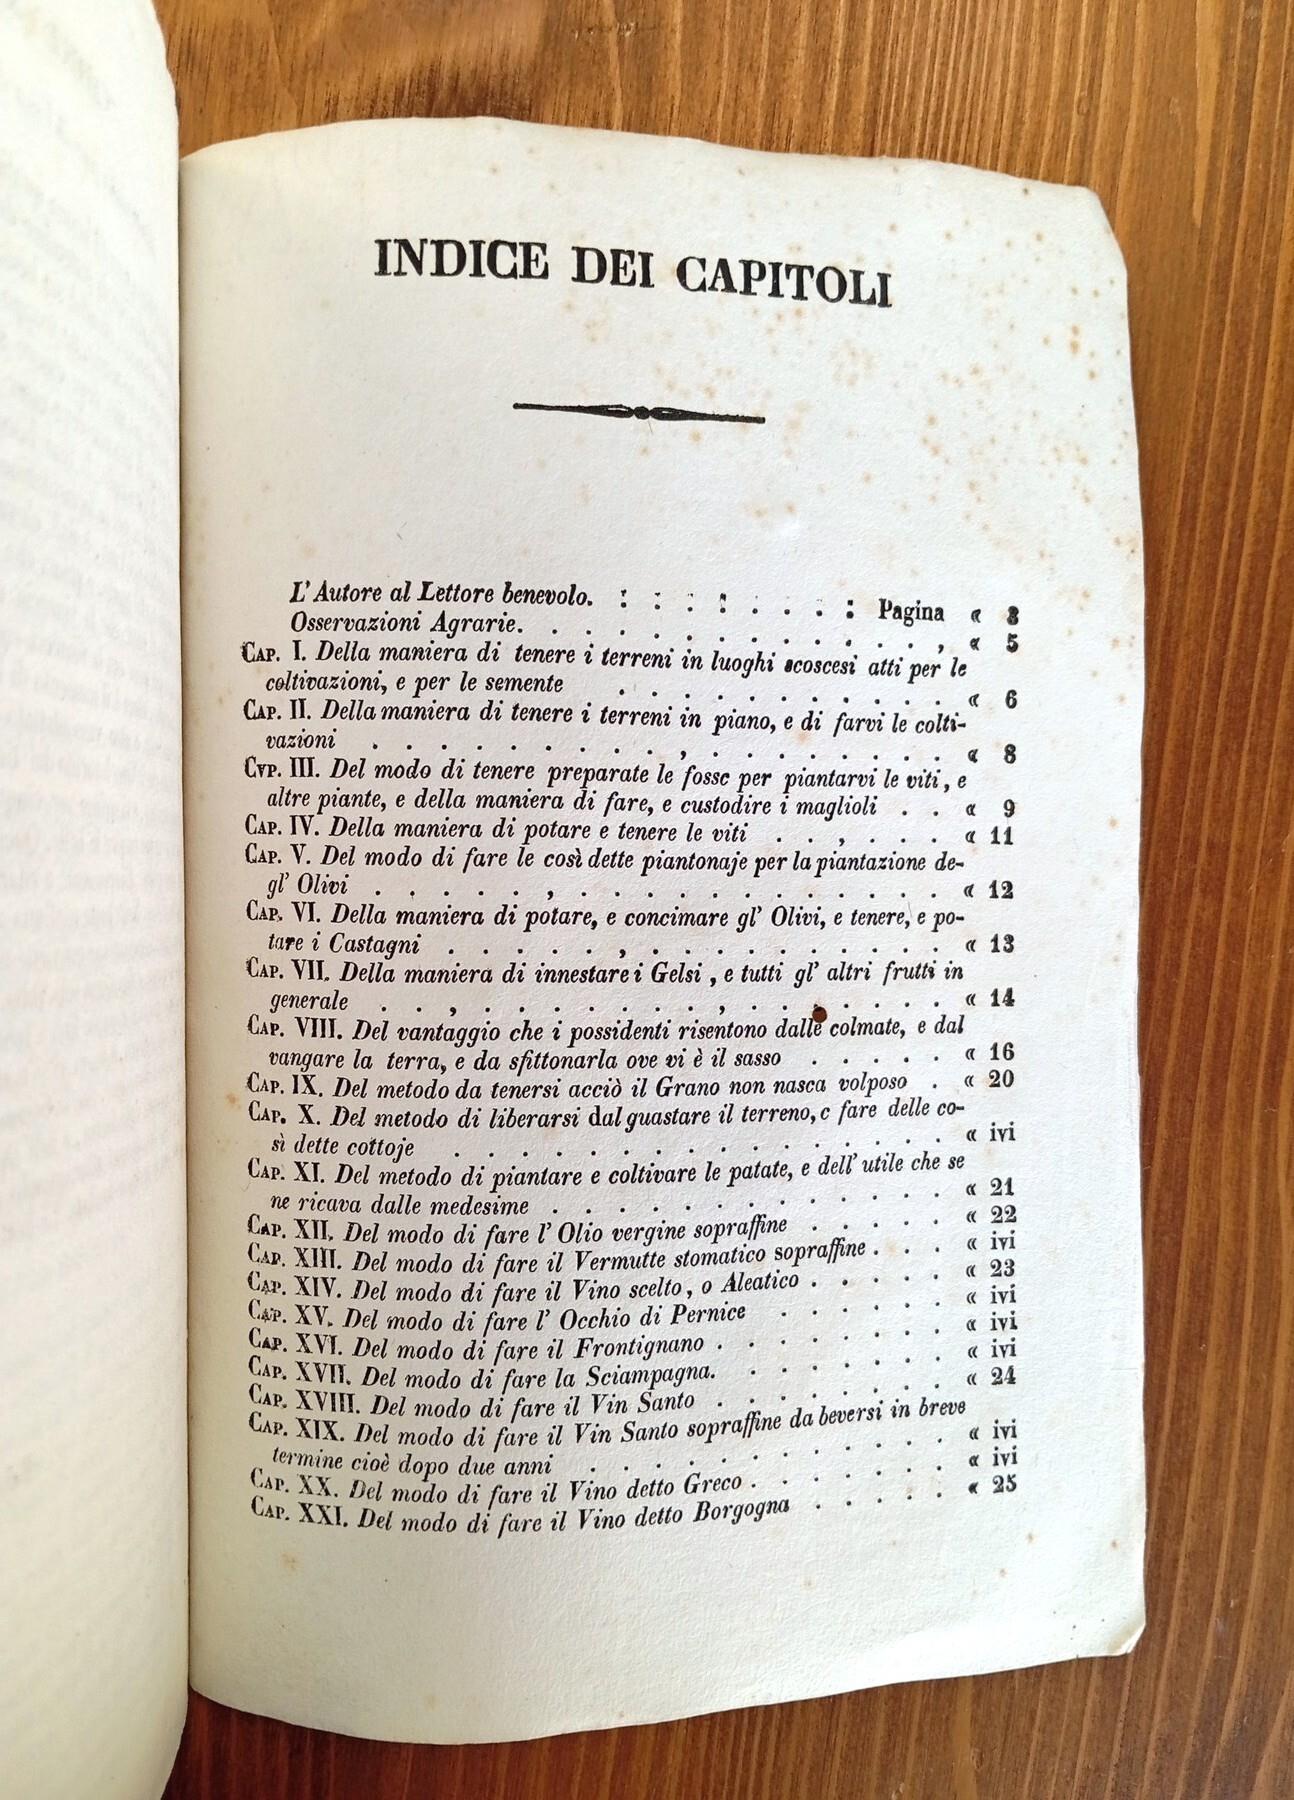 INDICE DEI CAPITOLI
L' Autore al Lettore benevolo. : . . . . . . : Pagina « 3
Osservazioni Agrarie. . . . . . . . . . . . . , « 5
CAP. I. Della maniera di tenere i terreni in luoghi scoscesi atti per le
coltivazioni, e per le semente . . . . . . . . . . . « 6
CAP. II. Della maniera di tenere i terreni in piano, e di farvi le colti-
vazioni . . . . . . . . . , . . . . . . . . « 8
CVP. III. Del modo di tenere preparate le fosse per piantarvi le viti, e
altre piante, e della maniera di fare, e custodire i maglioli . . « 9
CAP. IV. Della maniera di potare e tenere le viti . . , . . . « 11
CAP. V. Del modo di fare le così dette piantonaje per la piantazione de-
gl' Olivi . . . . . , . . . . . . . . . . . . « 12
CAP. VI. Della maniera di potare, e concimare gl' Olivi, e tenere, e po-
tare i Castagni . . . . . , . . . . . . . . . « 13
CAP. VII. Della maniera di innestare i Gelsi, e tutti gl' altri frutti in
generale . . , . . . . . , . . . . . . . . . « 14
CAP. VIII. Del vantaggio che i possidenti risentono dalle colmate, e dal
vangare la terra, e da sfittonarla ove vi è il sasso . . . . . « 16
CAP. IX. Del metodo da tenersi acciò il Grano non nasca volposo . « 20
CAP. X. Del metodo di liberarsi dal guastare il terreno, c fare delle co-
sì dette cottoje . . . . . . . . . . . . . . . « ivi
CAP. XI. Del metodo di piantare e coltivare le patate, e dell' utile che se
ne ricava dalle medesime . . . . . . . . . . . . « 21
CAP. XII. Del modo di fare l' Olio vergine sopraffine . . . . . « 22
CAP. XIII. Del modo di fare il Vermutte stomatico sopraffine . . . « ivi
CAP. XIV. Del modo di fare il Vino scelto, o Aleatico . . . . . « 23
CAP. XV. Del modo di fare l' Occhio di Pernice . . . . . . « ivi
CAP. XVI. Del modo di fare il Frontignano . . . . . . . . « ivi
CAP. XVII. Del modo di fare la Sciampagna. . . . . . . . « ivi
CAP. XVIII. Del modo di fare il Vin Santo . . . . . . . . « 24
CAP. XIX. Del modo di fare il Vin Santo sopraffine da beversi in breve
termine cioè dopo due anni . . . . . . . . . . . « ivi
CAP. XX. Del modo di fare il Vino detto Greco . . . . . . . « ivi
CAP. XXI. Del modo di fare il Vino detto Borgogna . . . . . « 25